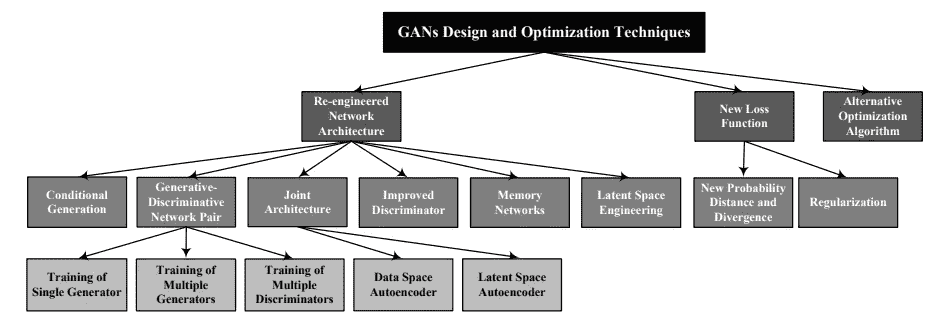 GANs Design and Optimization Techniques
Re-engineered
Network
Architecture
New Loss
Function
Alternative
Optimization
Algorithm
Conditional
Generation
Generative-
Discriminative
Network Pair
Joint
Architecture
Improved
Discriminator
Memory
Networks
Latent Space
Engineering
New Probability
Distance and
Divergence
Regularization
Training of
Single Generator
Training of
Multiple
Generators
Training of
Multiple
Discriminators
Data Space
Autoencoder
Latent Space
Autoencoder